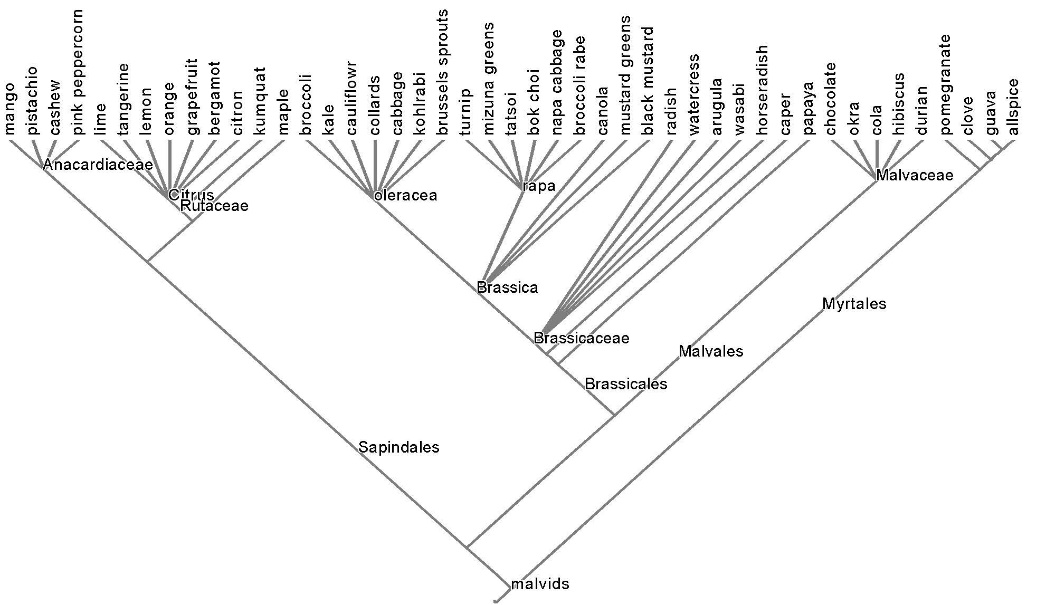 mango
pistachio
cashew
pink peppercorn
lime
tangerine
lemon
orange
grapefruit
bergamot
citron
kumquat
maple
broccoli
kale
cauliflowr
collards
cabbage
kohlrabi
brussels sprouts
turnip
mizuna greens
tatsoi
bok choi
napa cabbage
broccoli rabe
canola
mustard greens
black mustard
radish
watercress
arugula
wasabi
horseradish
caper
papaya
chocolate
okra
cola
hibiscus
durian
pomegranate
clove
guava
allspice
Anacardiaceae
Citrus
Rutaceae
oleracea
rapa
Malvaceae
Brassica
Myrtales
Brassicaceae
Malvales
Brassicales
Sapindales
malvids